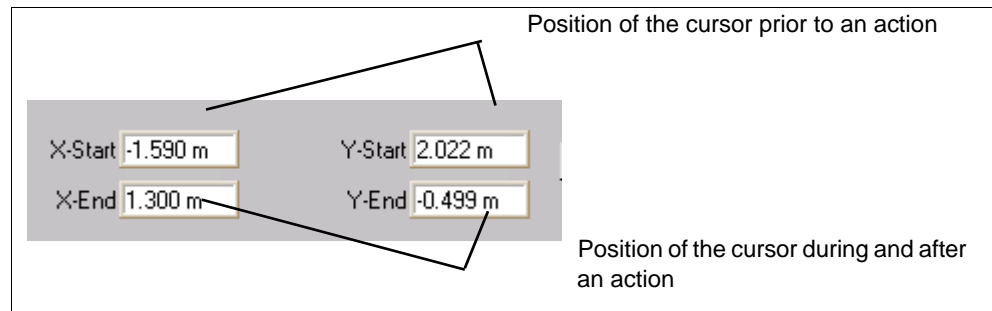 Position of the cursor prior to an action
X-Start -1.590 m Y-Start 2.022 m
X-End 1.300 m Y-End -0.499 m
Position of the cursor during and after
an action